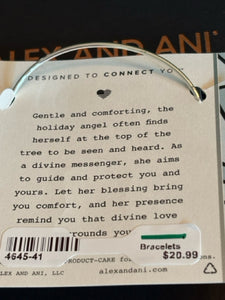 ALEX AND ANI
DESIGNED TO CONNECT YOU
Gentle and comforting, the
holiday angel often finds
herself at the top of the
tree to be seen and heard. As
a divine messenger, she aims
to guide and protect you and
yours. Let her blessing bring
you comfort, and her presence
remind you that divine love
surrounds you.
4645-41
Bracelets
$20.99
PRODUCT-CARE
ALEX AND ANI, LLC
alexandani.com